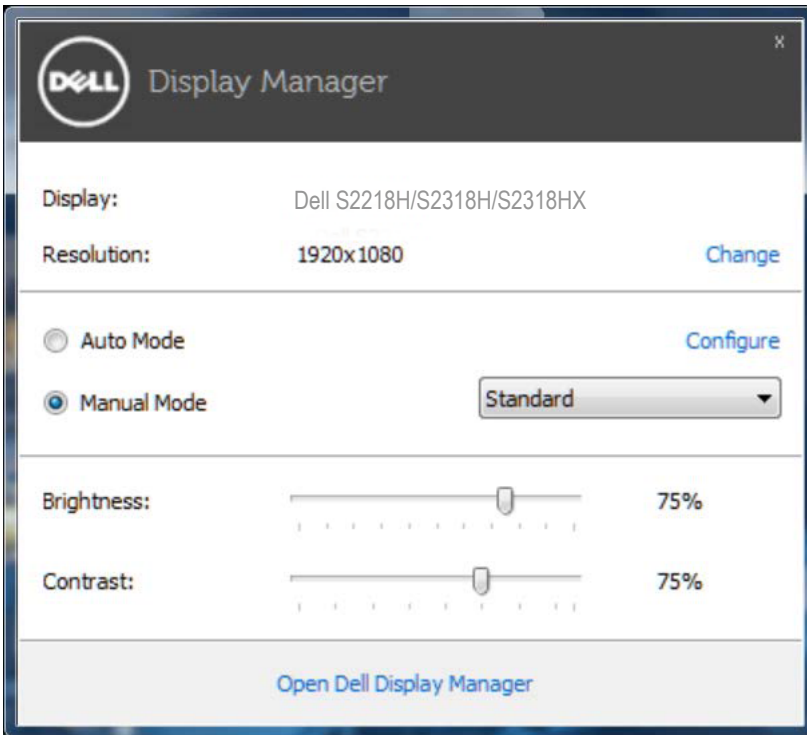 DELL Display Manager x
Display: Dell S2218H/S2318H/S2318HX
Resolution: 1920x1080 Change
Auto Mode Configure
Manual Mode Standard
Brightness: 75%
Contrast: 75%
Open Dell Display Manager